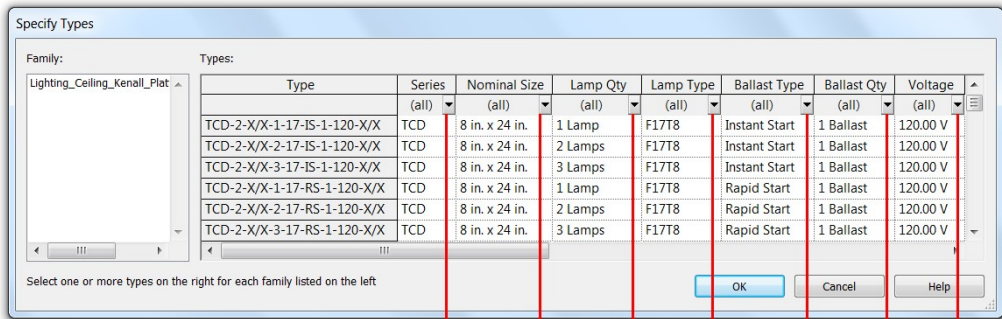 Specify Types
Family: Types:
Lighting_Ceiling_Kenall_Plat
Type Series Nominal Size Lamp Qty Lamp Type Ballast Type Ballast Qty Voltage
(all) (all) (all) (all) (all) (all) (all)
TCD-2-X/X-1-17-IS-1-120-X/X TCD 8 in. x 24 in. 1 Lamp F17T8 Instant Start 1 Ballast 120.00 V
TCD-2-X/X-2-17-IS-1-120-X/X TCD 8 in. x 24 in. 2 Lamps F17T8 Instant Start 1 Ballast 120.00 V
TCD-2-X/X-3-17-IS-1-120-X/X TCD 8 in. x 24 in. 3 Lamps F17T8 Instant Start 1 Ballast 120.00 V
TCD-2-X/X-1-17-RS-1-120-X/X TCD 8 in. x 24 in. 1 Lamp F17T8 Rapid Start 1 Ballast 120.00 V
TCD-2-X/X-2-17-RS-1-120-X/X TCD 8 in. x 24 in. 2 Lamps F17T8 Rapid Start 1 Ballast 120.00 V
TCD-2-X/X-3-17-RS-1-120-X/X TCD 8 in. x 24 in. 3 Lamps F17T8 Rapid Start 1 Ballast 120.00 V
Select one or more types on the right for each family listed on the left
OK Cancel Help